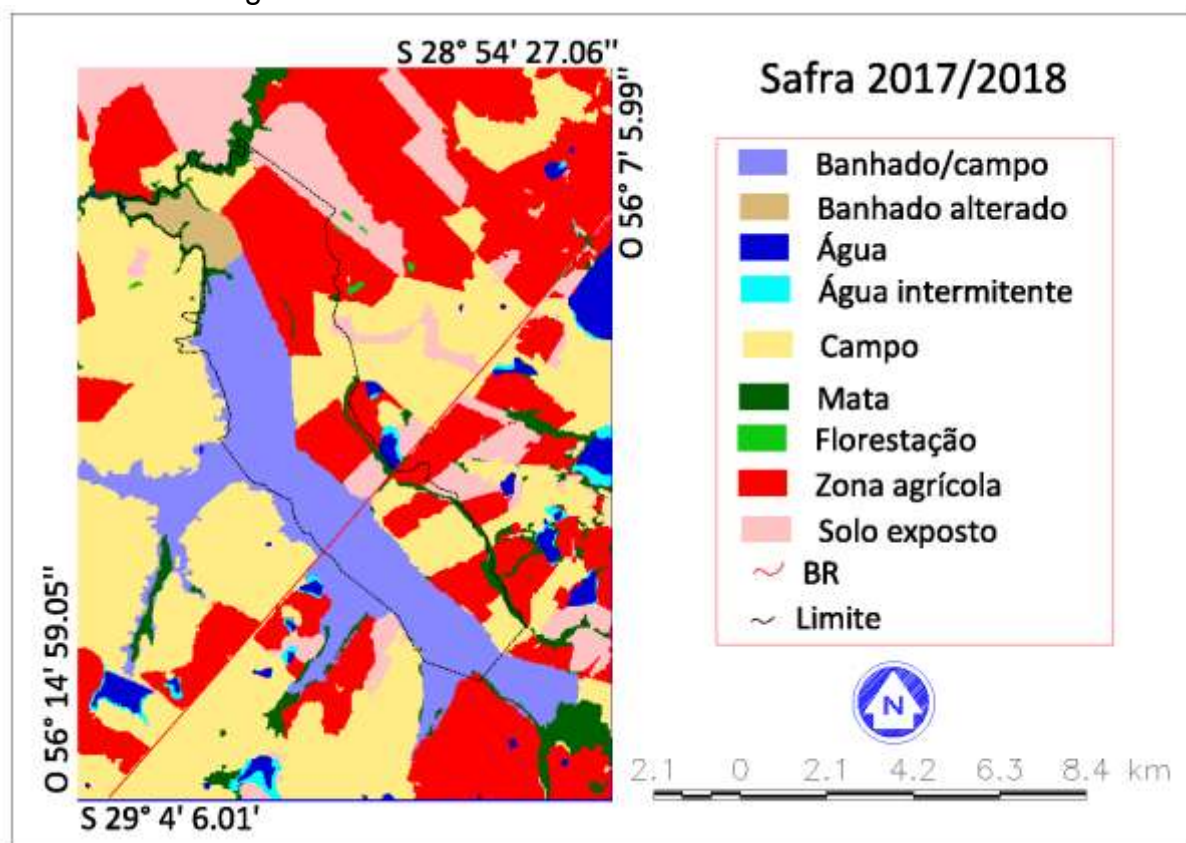 S 28° 54' 27.06"
O 56° 7' 5.99"
O 56° 14' 59.05"
S 29° 4' 6.01'
Safra 2017/2018
Banhado/campo
Banhado alterado
Água
Água intermitente
Campo
Mata
Florestação
Zona agrícola
Solo exposto
BR
Limite
N
2.1 0 2.1 4.2 6.3 8.4 km